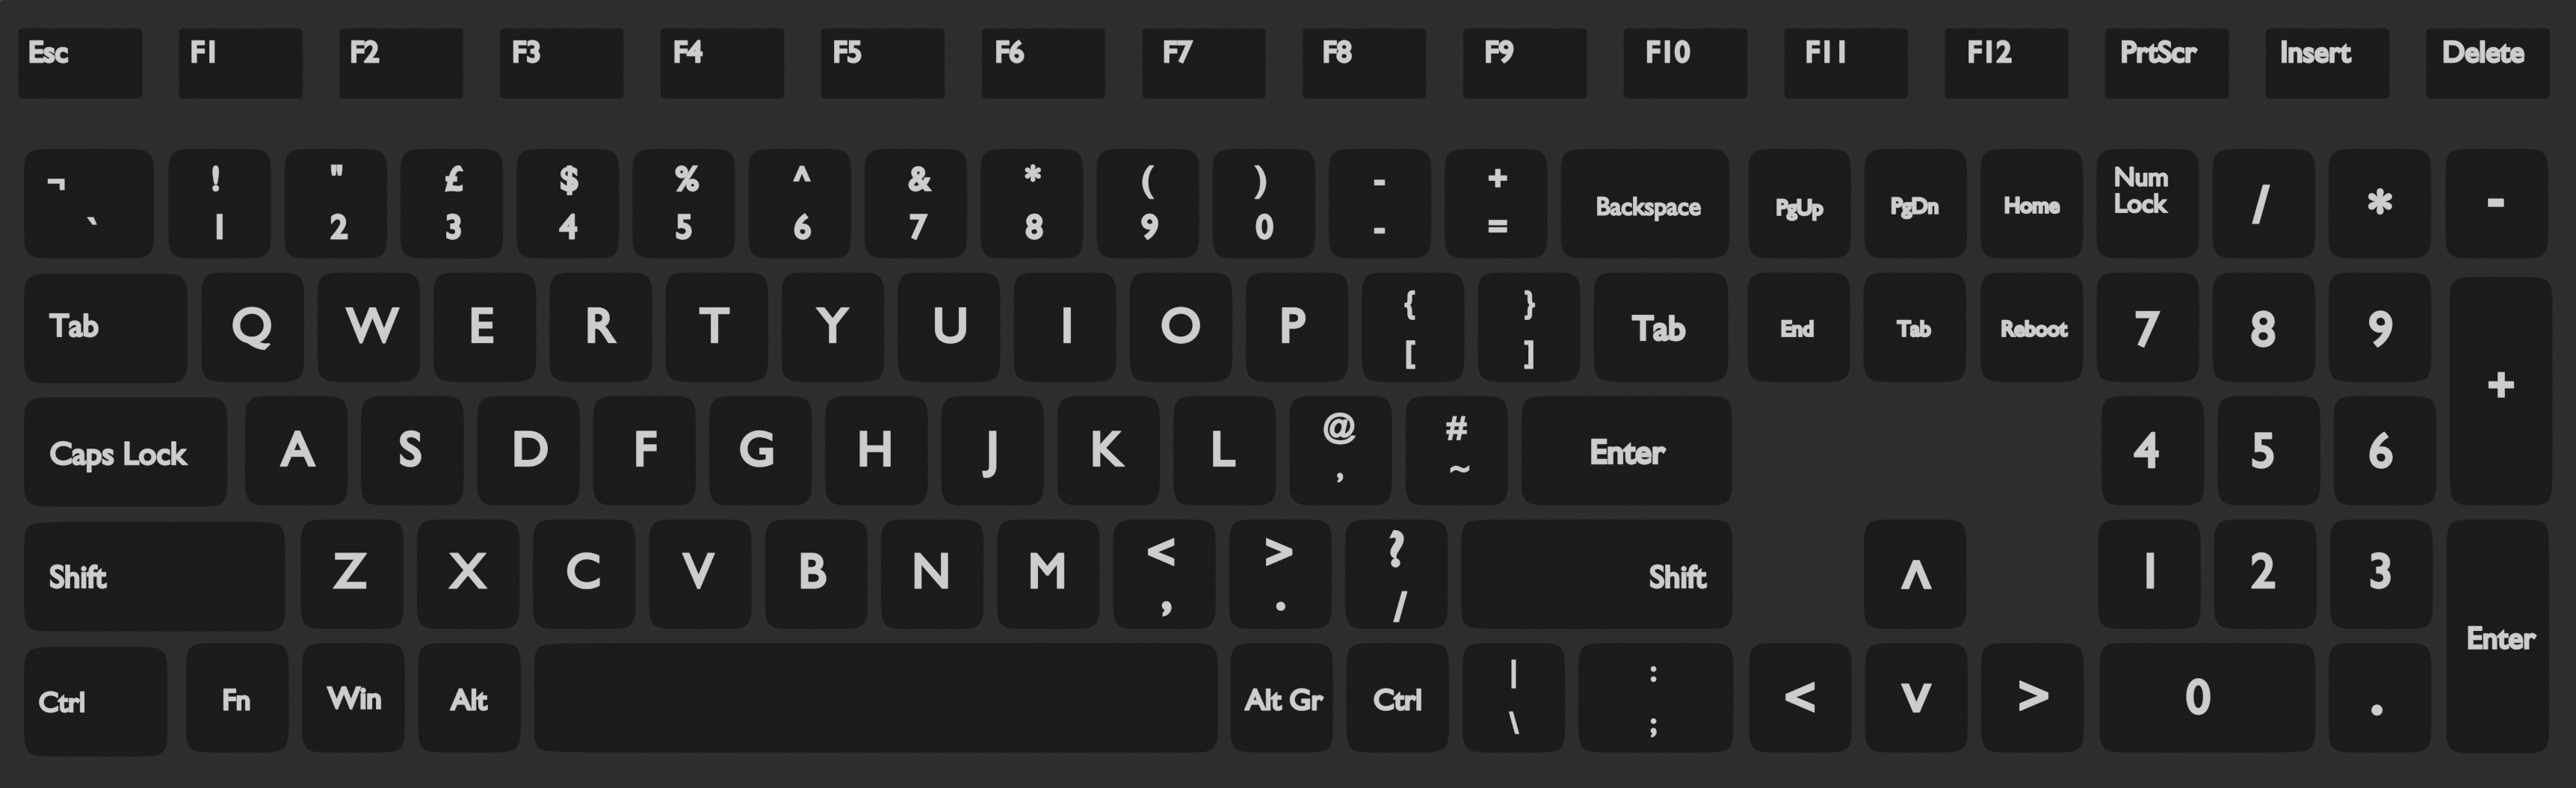 Esc F1 F2 F3 F4 F5 F6 F7 F8 F9 F10 F11 F12 PrtScr Insert Delete
¬ ! " £ $ % ^ & * ( ) - + Num
` 1 2 3 4 5 6 7 8 9 0 - = Backspace PgUp PgDn Home Lock / * -
Tab Q W E R T Y U I O P { } Tab End Tab Reboot 7 8 9
[ ] +
Caps Lock A S D F G H J K L @ # Enter 4 5 6
, ~
Shift Z X C V B N M < > ? Shift ^ 1 2 3
, . / Enter
Ctrl Fn Win Alt Alt Gr Ctrl | : < v > 0 .
\ ;